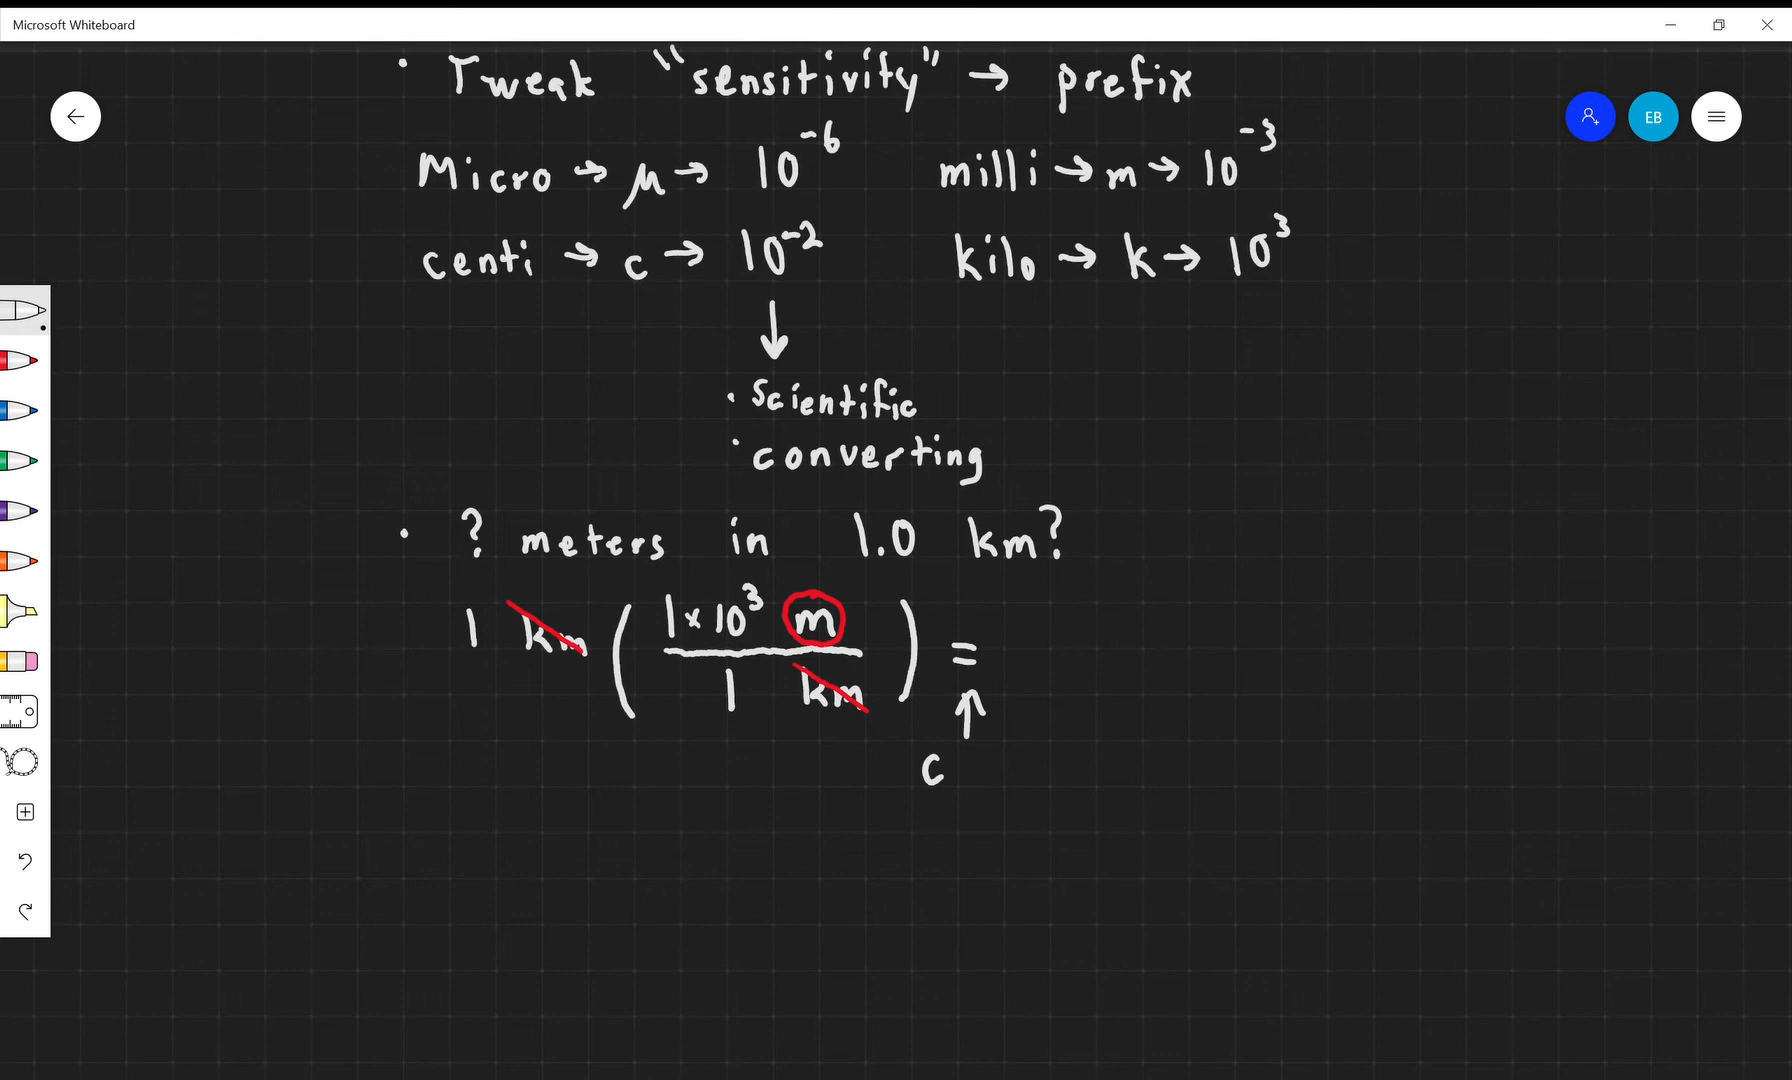 Microsoft Whiteboard
• Tweak "sensitivity" → prefix
EB
Micro → μ → 10⁻⁶ milli → m → 10⁻³
centi → c → 10⁻² kilo → k → 10³
↓
• Scientific
• converting
• ? meters in 1.0 km?
1 km ( 1 × 10³ m / 1 km ) =
↑
c